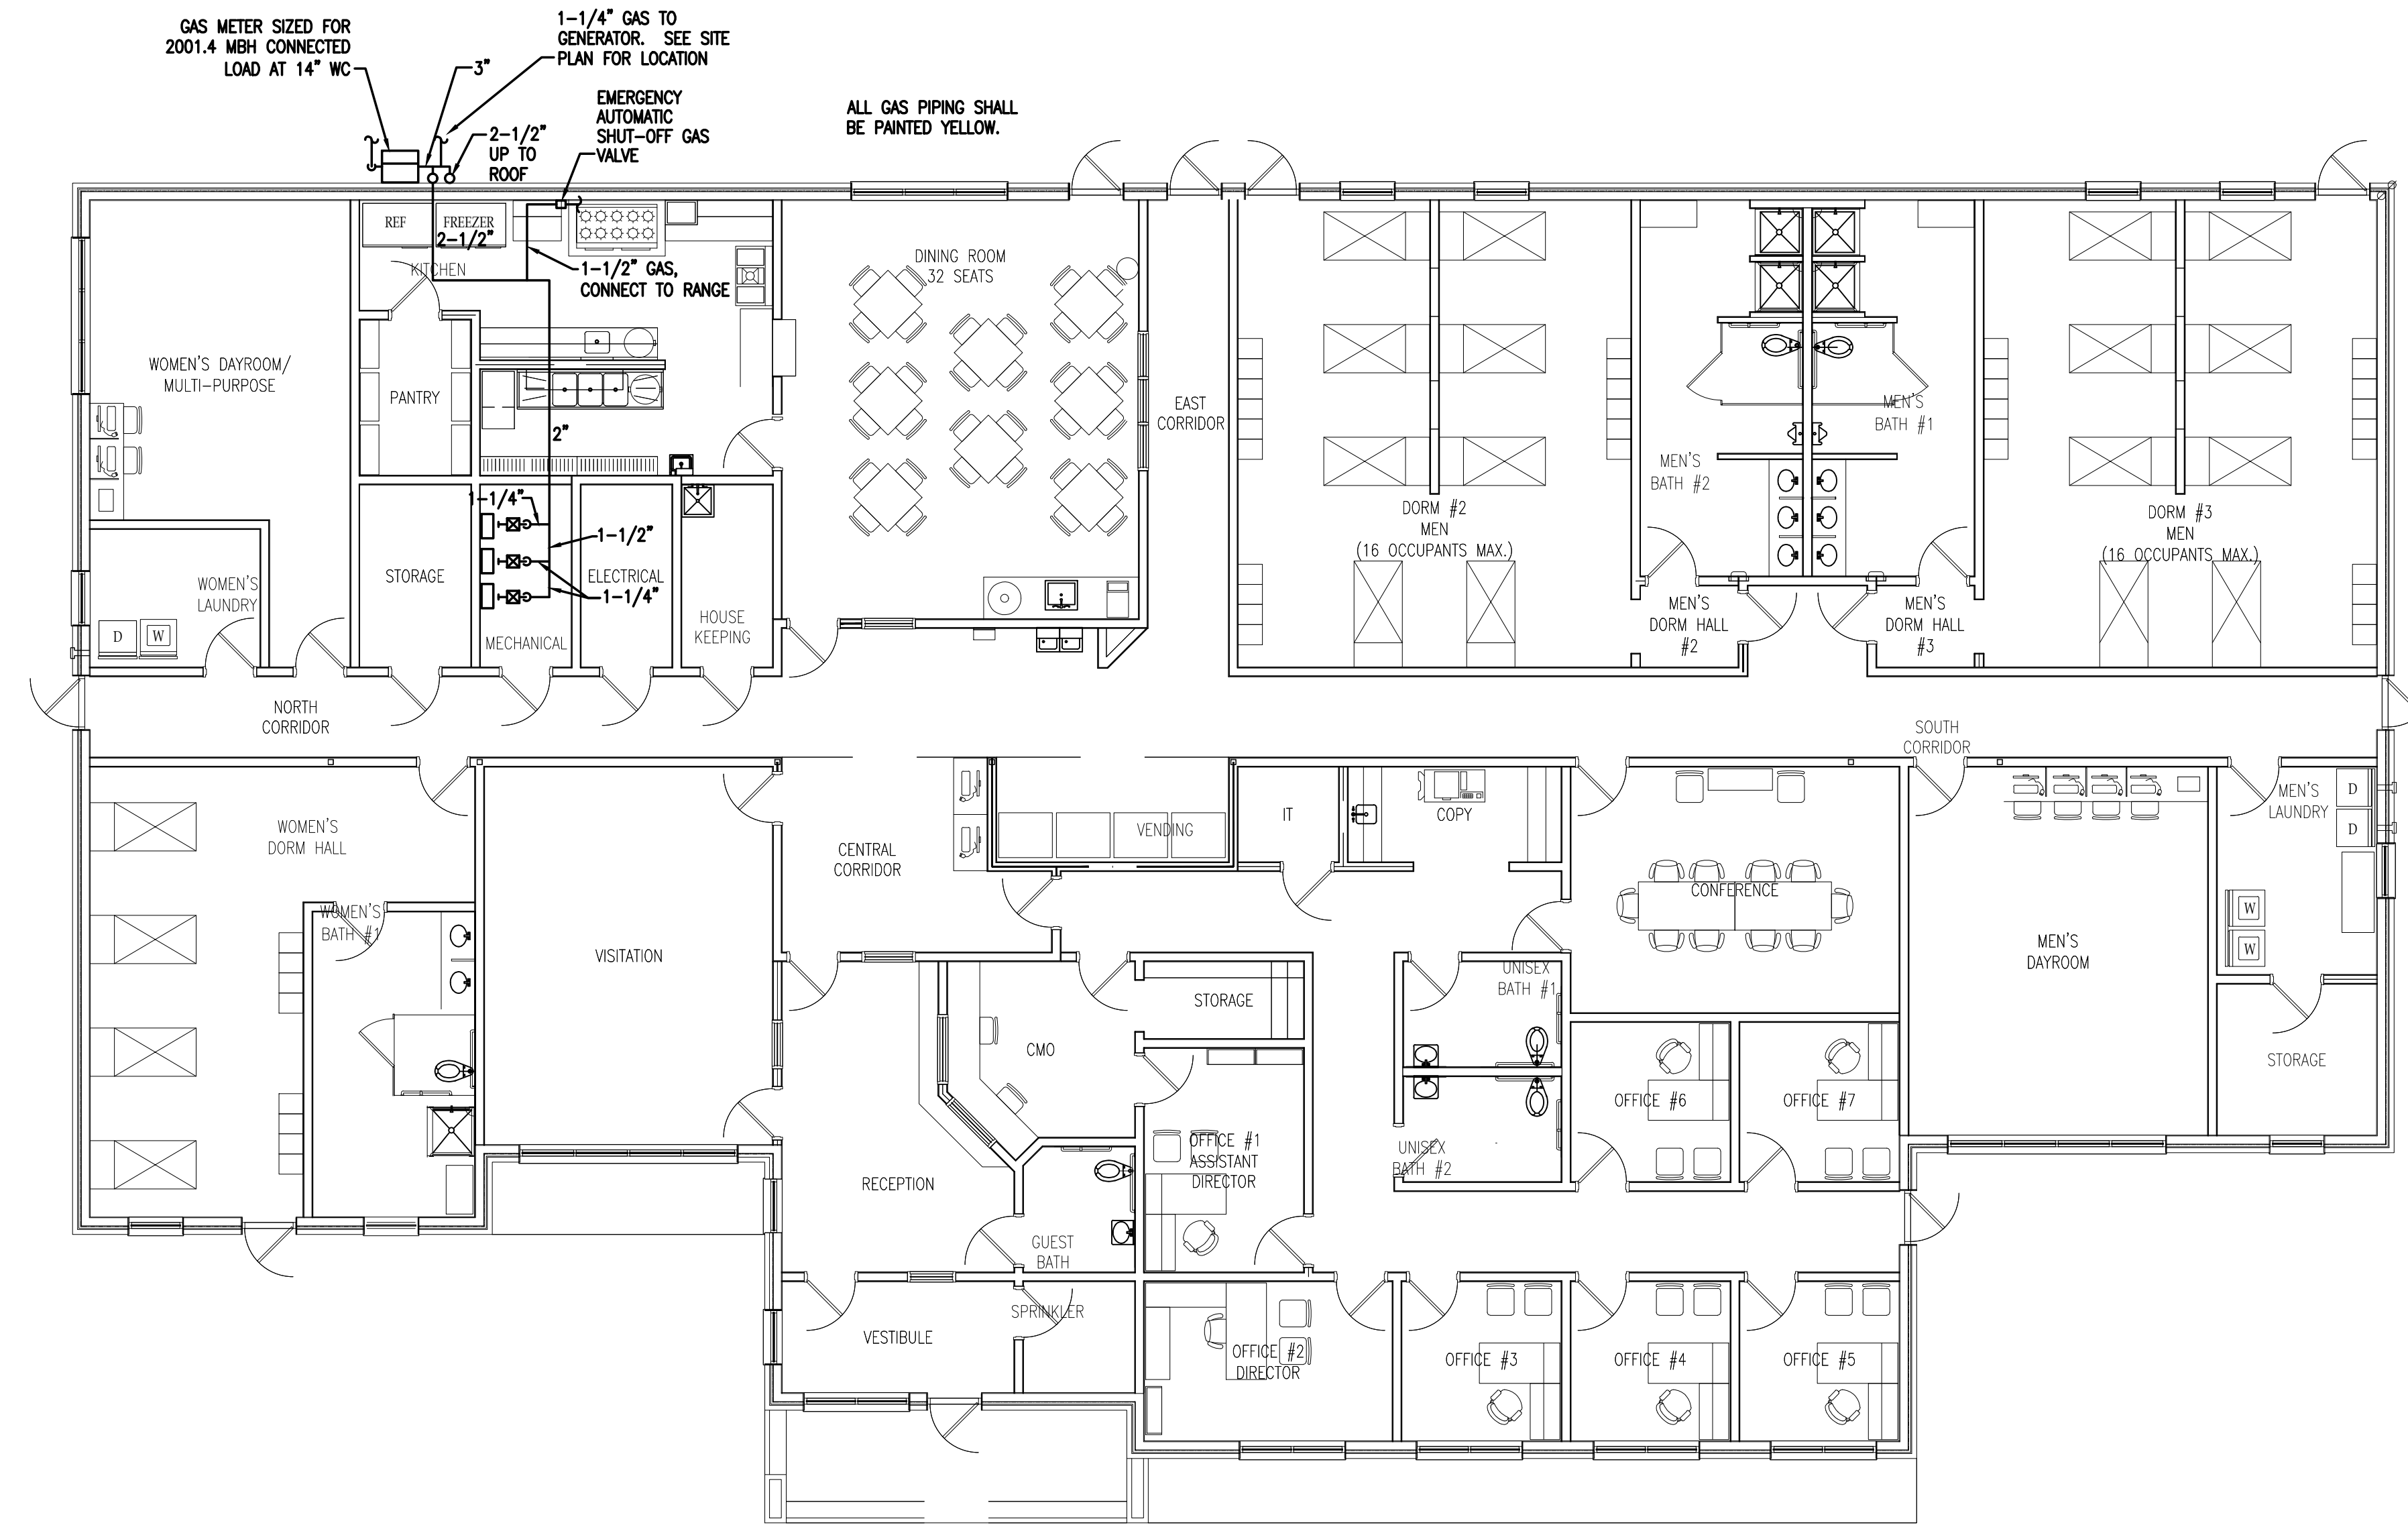 GAS METER SIZED FOR
2001.4 MBH CONNECTED
LOAD AT 14" WC
3"
1-1/4" GAS TO
GENERATOR. SEE SITE
PLAN FOR LOCATION
2-1/2"
UP TO
ROOF
EMERGENCY
AUTOMATIC
SHUT-OFF GAS
VALVE
ALL GAS PIPING SHALL
BE PAINTED YELLOW.
REF
FREEZER
2-1/2"
KITCHEN
1-1/2" GAS,
CONNECT TO RANGE
DINING ROOM
32 SEATS
WOMEN'S DAYROOM/
MULTI-PURPOSE
PANTRY
2"
EAST
CORRIDOR
MEN'S
BATH #1
MEN'S
BATH #2
DORM #2
MEN
(16 OCCUPANTS MAX.)
DORM #3
MEN
(16 OCCUPANTS MAX.)
1-1/4"
1-1/2"
1-1/4"
STORAGE
ELECTRICAL
WOMEN'S
LAUNDRY
D
W
MECHANICAL
HOUSE
KEEPING
MEN'S
DORM HALL
#2
MEN'S
DORM HALL
#3
NORTH
CORRIDOR
SOUTH
CORRIDOR
WOMEN'S
DORM HALL
CENTRAL
CORRIDOR
VENDING
IT
COPY
CONFERENCE
MEN'S
LAUNDRY
D
D
W
W
WOMEN'S
BATH #1
VISITATION
MEN'S
DAYROOM
UNISEX
BATH #1
STORAGE
CMO
STORAGE
OFFICE #6
OFFICE #7
UNISEX
BATH #2
OFFICE #1
ASSISTANT
DIRECTOR
RECEPTION
GUEST
BATH
SPRINKLER
VESTIBULE
OFFICE #2
DIRECTOR
OFFICE #3
OFFICE #4
OFFICE #5